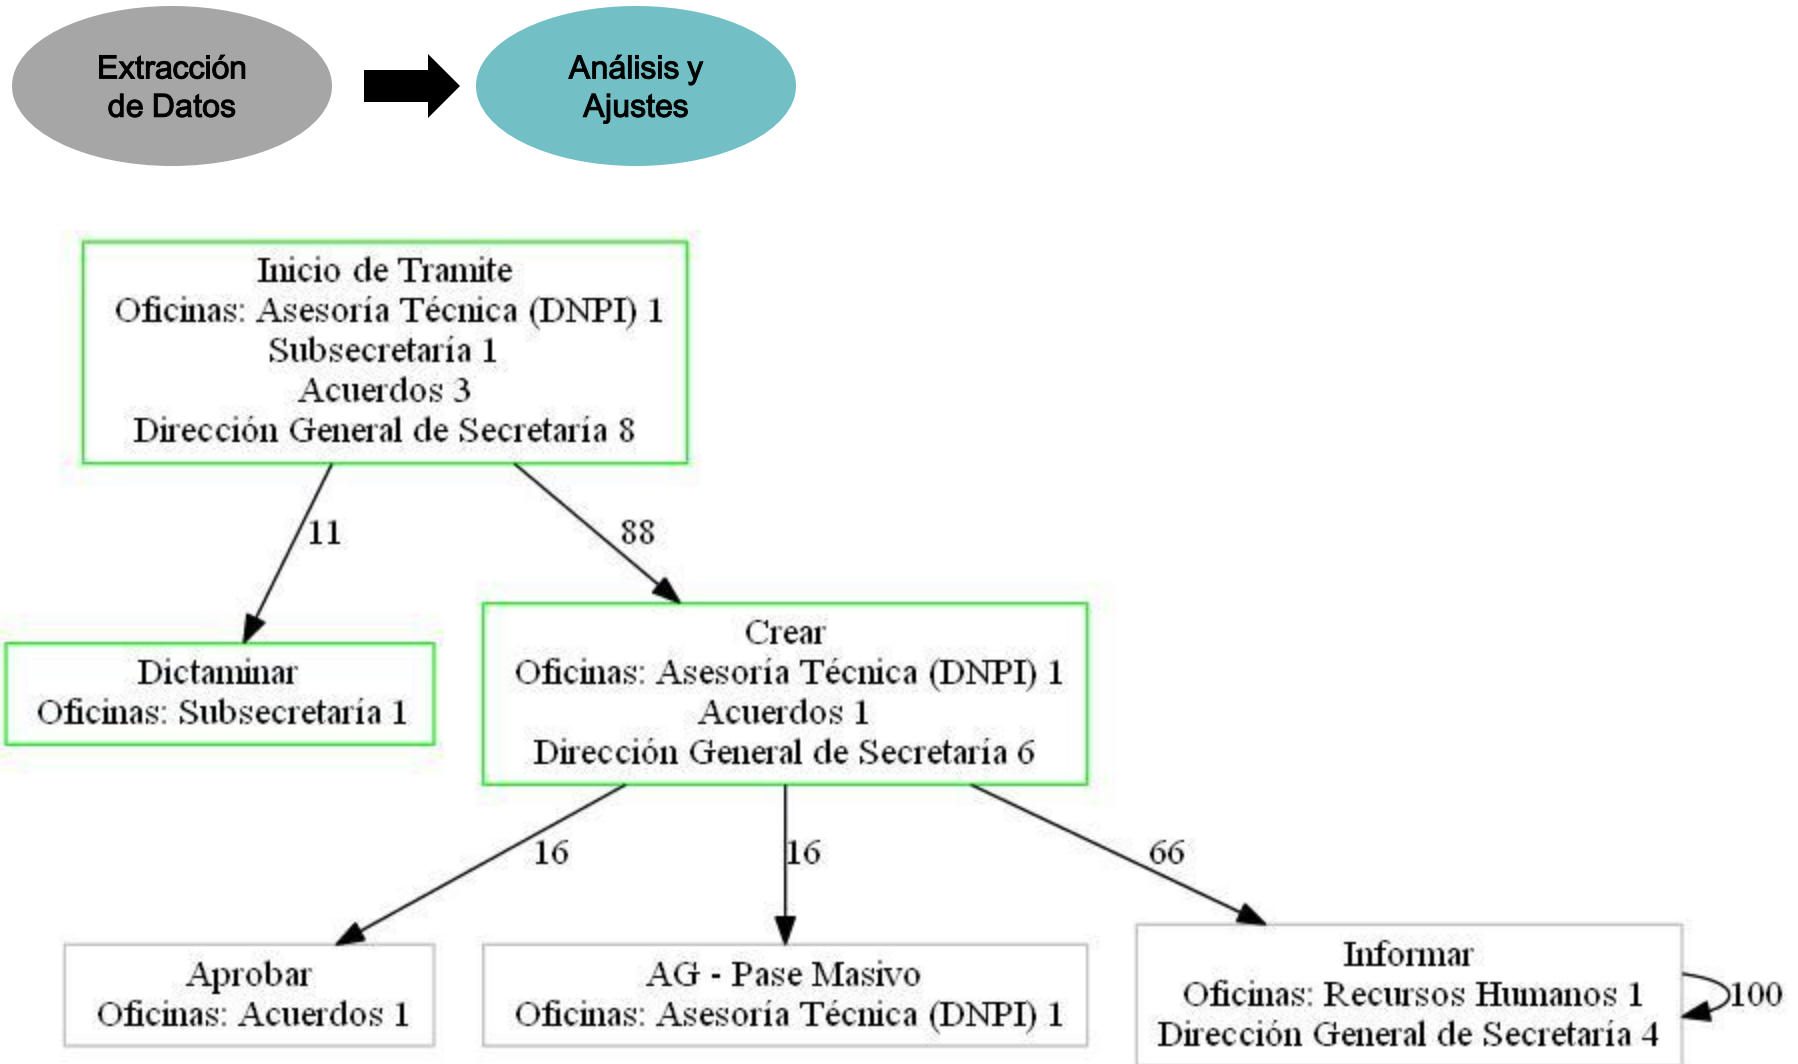 Extracción
de Datos
Análisis y
Ajustes
Inicio de Tramite
Oficinas: Asesoría Técnica (DNPI) 1
Subsecretaría 1
Acuerdos 3
Dirección General de Secretaría 8
11
88
Dictaminar
Oficinas: Subsecretaría 1
Crear
Oficinas: Asesoría Técnica (DNPI) 1
Acuerdos 1
Dirección General de Secretaría 6
16
16
66
Aprobar
Oficinas: Acuerdos 1
AG - Pase Masivo
Oficinas: Asesoría Técnica (DNPI) 1
Informar
Oficinas: Recursos Humanos 1
Dirección General de Secretaría 4
100